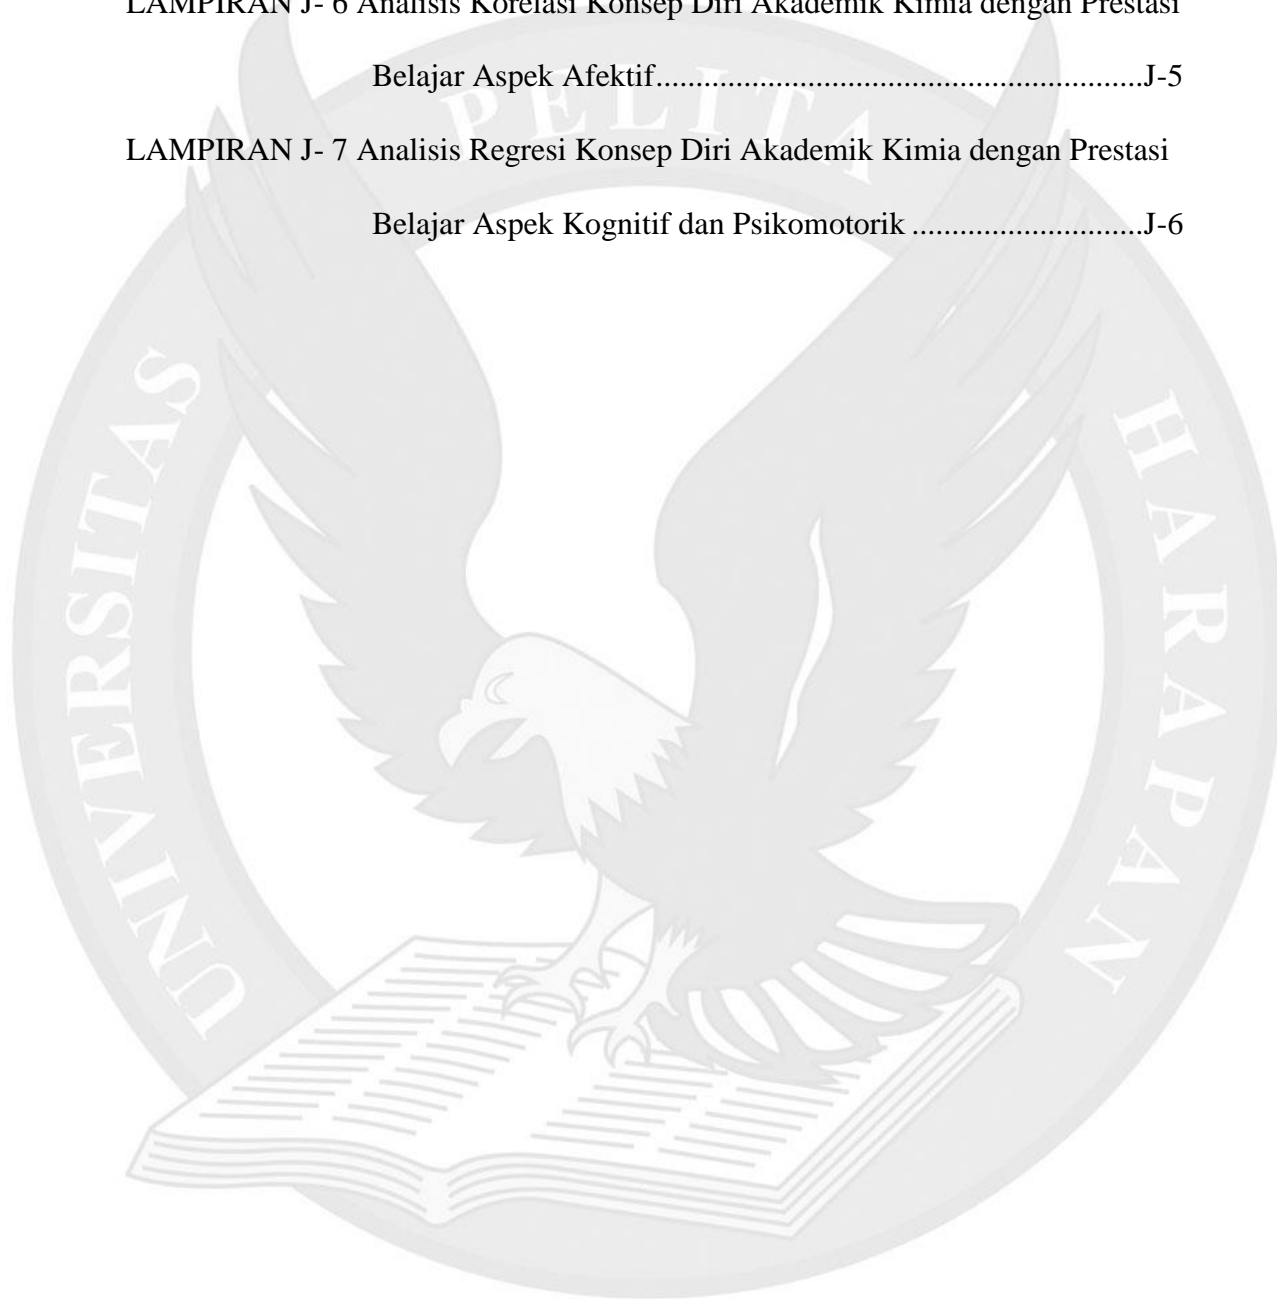 LAMPIRAN J- 6 Analisis Korelasi Konsep Diri Akademik Kimia dengan Prestasi
Belajar Aspek Afektif..............................................................J-5
LAMPIRAN J- 7 Analisis Regresi Konsep Diri Akademik Kimia dengan Prestasi
Belajar Aspek Kognitif dan Psikomotorik .............................J-6
UNIVERSITAS PELITA HARAPAN